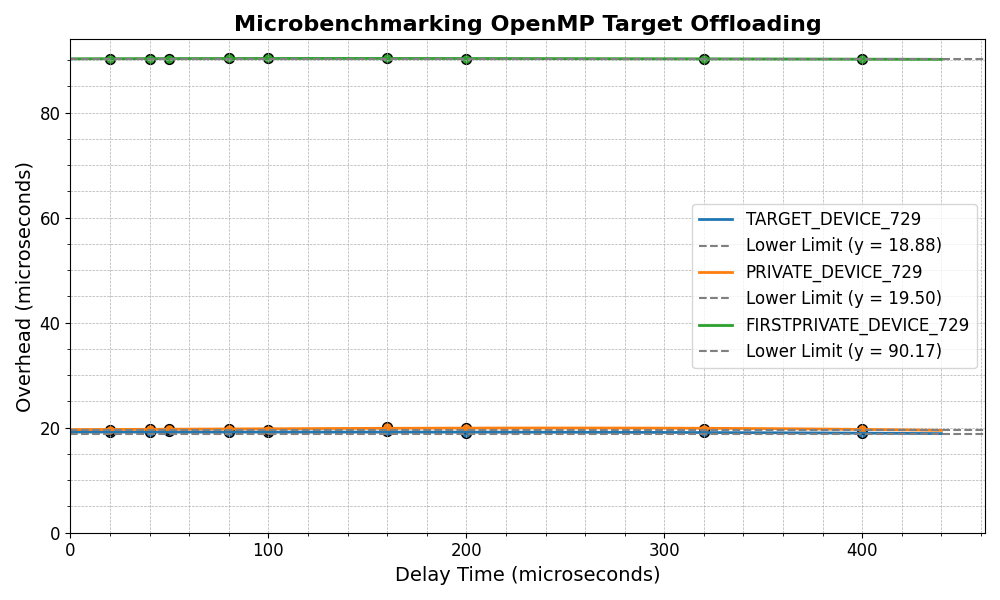 Microbenchmarking OpenMP Target Offloading
Overhead (microseconds)
80
60
40
20
0
TARGET_DEVICE_729
Lower Limit (y = 18.88)
PRIVATE_DEVICE_729
Lower Limit (y = 19.50)
FIRSTPRIVATE_DEVICE_729
Lower Limit (y = 90.17)
0 100 200 300 400
Delay Time (microseconds)